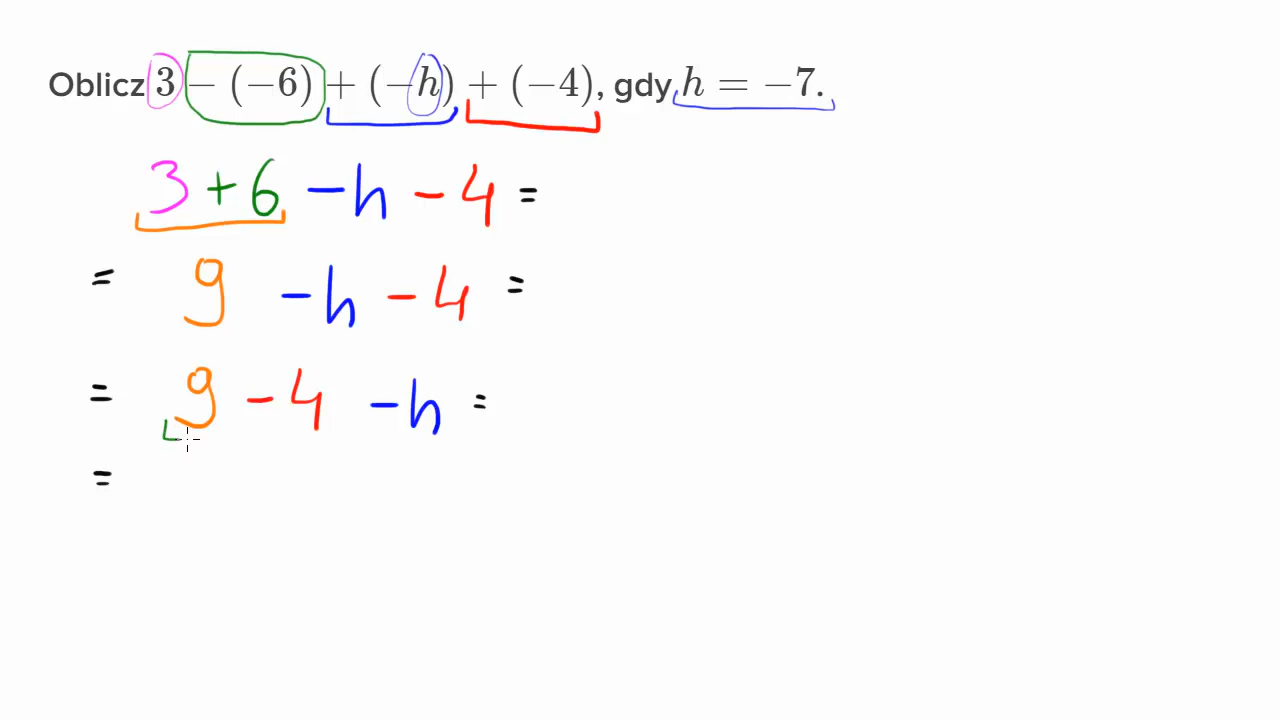 Oblicz 3 − (−6) + (−h) + (−4), gdy h = −7.
3 + 6 − h − 4 =
= 9 − h − 4 =
= 9 − 4 − h =
=